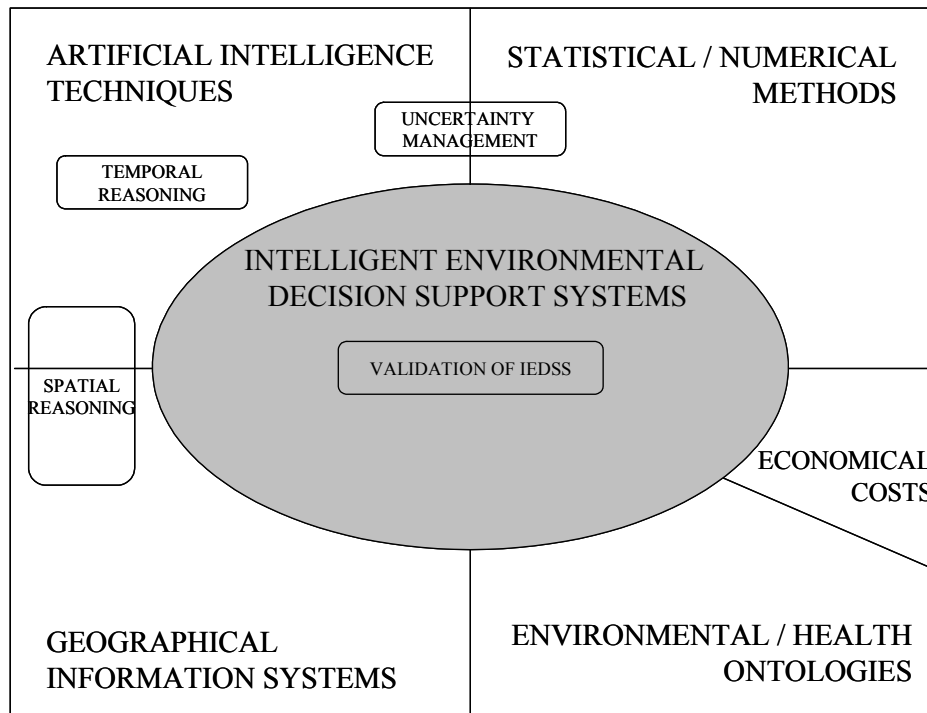 ARTIFICIAL INTELLIGENCE
TECHNIQUES
STATISTICAL / NUMERICAL
METHODS
UNCERTAINTY
MANAGEMENT
TEMPORAL
REASONING
INTELLIGENT ENVIRONMENTAL
DECISION SUPPORT SYSTEMS
VALIDATION OF IEDSS
SPATIAL
REASONING
ECONOMICAL
COSTS
GEOGRAPHICAL
INFORMATION SYSTEMS
ENVIRONMENTAL / HEALTH
ONTOLOGIES